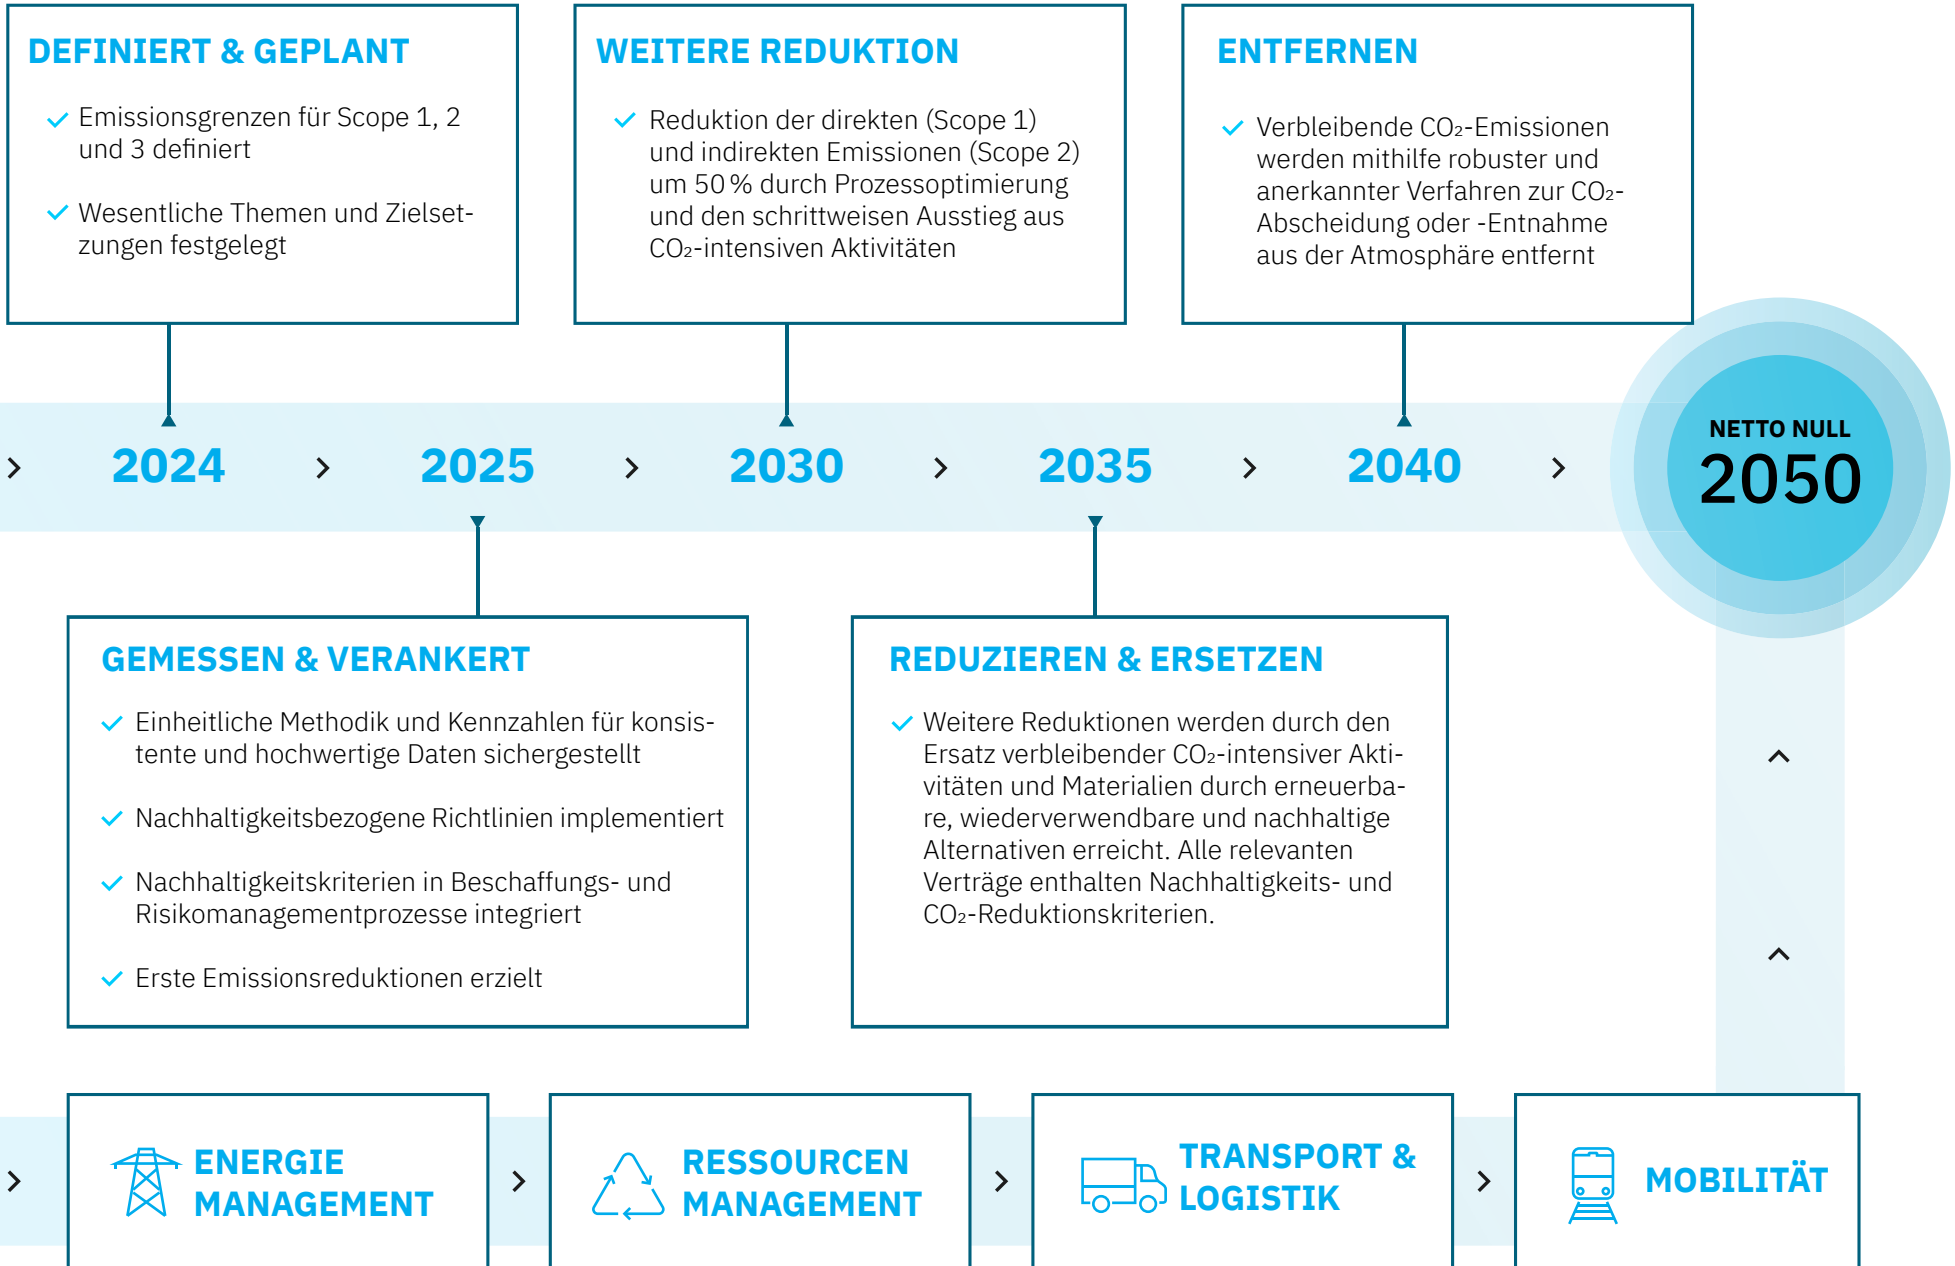 DEFINIERT & GEPLANT
Emissionsgrenzen für Scope 1, 2
und 3 definiert
Wesentliche Themen und Zielset-
zungen festgelegt
WEITERE REDUKTION
Reduktion der direkten (Scope 1)
und indirekten Emissionen (Scope 2)
um 50 % durch Prozessoptimierung
und den schrittweisen Ausstieg aus
CO₂-intensiven Aktivitäten
ENTFERNEN
Verbleibende CO₂-Emissionen
werden mithilfe robuster und
anerkannter Verfahren zur CO₂-
Abscheidung oder -Entnahme
aus der Atmosphäre entfernt
2024
2025
2030
2035
2040
NETTO NULL
2050
GEMESSEN & VERANKERT
Einheitliche Methodik und Kennzahlen für konsis-
tente und hochwertige Daten sichergestellt
Nachhaltigkeitsbezogene Richtlinien implementiert
Nachhaltigkeitskriterien in Beschaffungs- und
Risikomanagementprozesse integriert
Erste Emissionsreduktionen erzielt
REDUZIEREN & ERSETZEN
Weitere Reduktionen werden durch den
Ersatz verbleibender CO₂-intensiver Akti-
vitäten und Materialien durch erneuerba-
re, wiederverwendbare und nachhaltige
Alternativen erreicht. Alle relevanten
Verträge enthalten Nachhaltigkeits- und
CO₂-Reduktionskriterien.
ENERGIE
MANAGEMENT
RESSOURCEN
MANAGEMENT
TRANSPORT &
LOGISTIK
MOBILITÄT